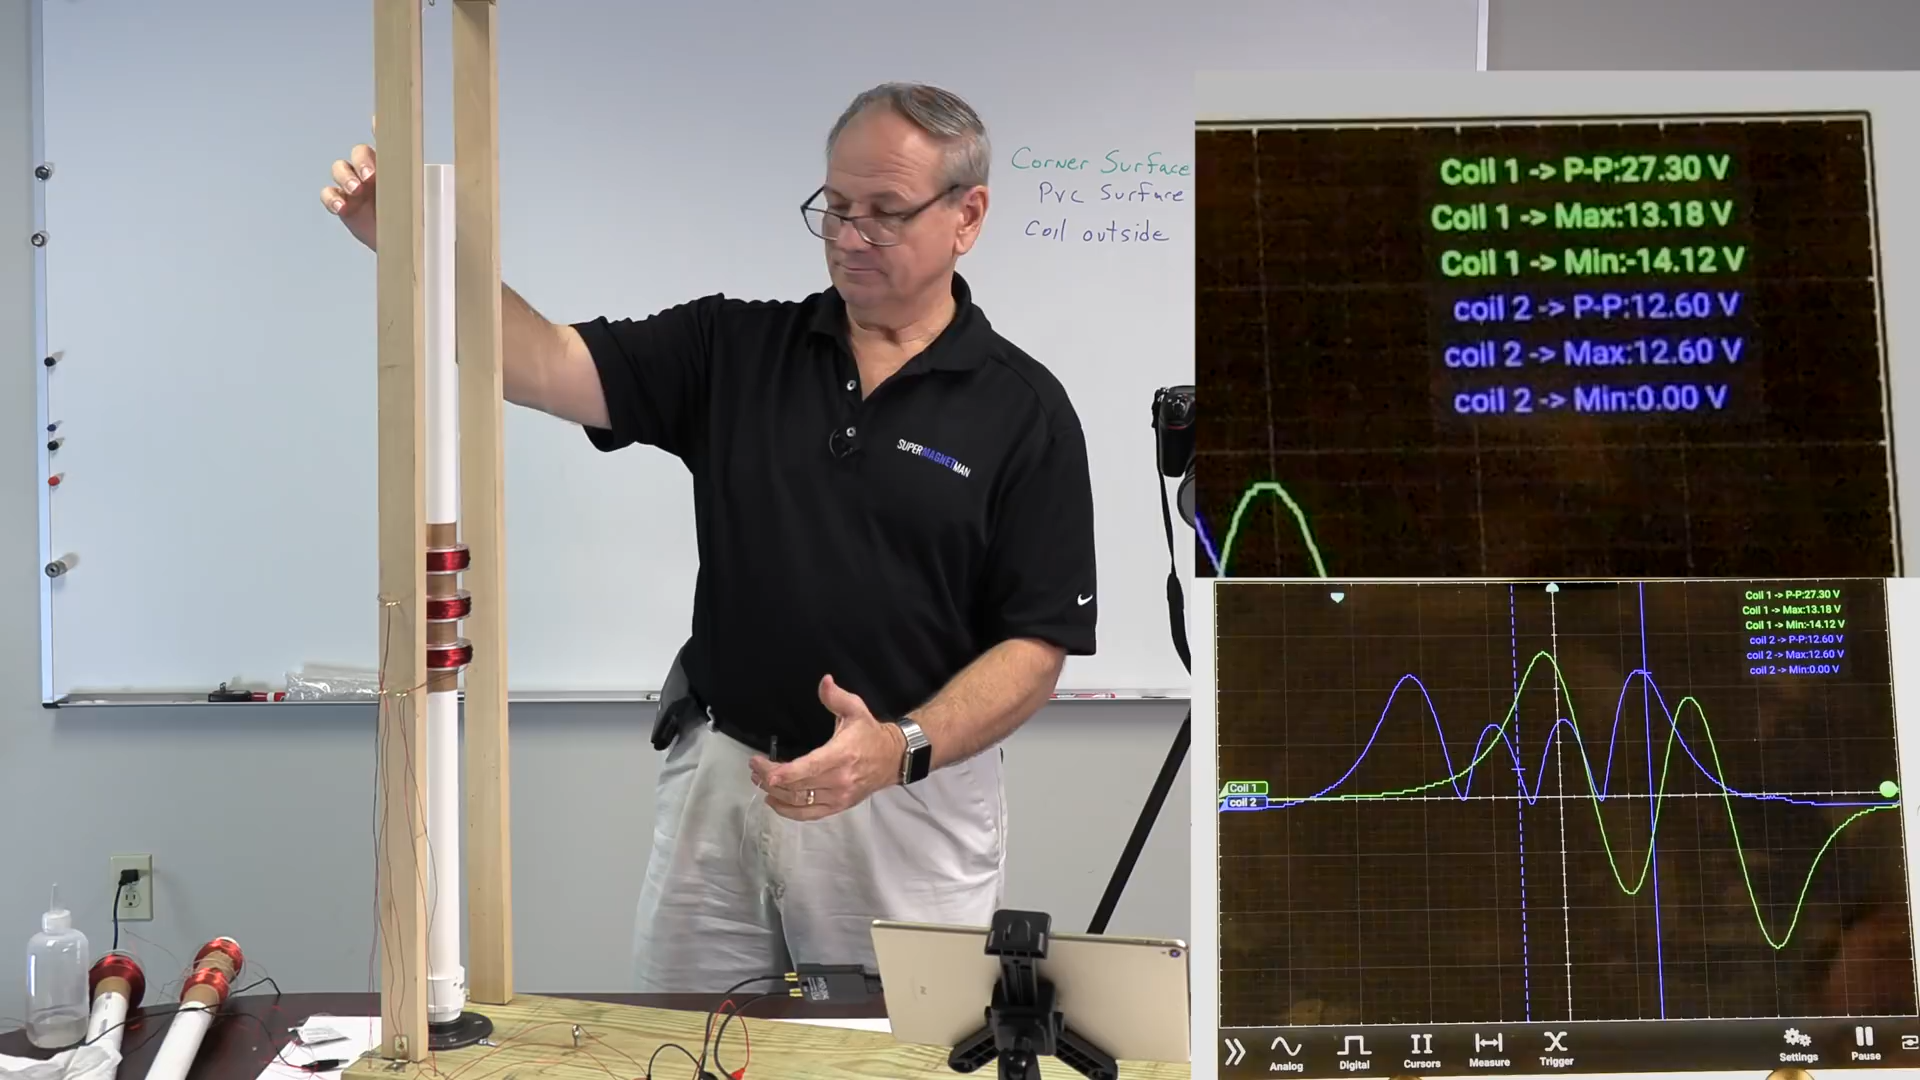 Corner Surface
Pvc Surface
Coil outside
SUPERMAGNETMAN
Coil 1 -> P-P:27.30 V
Coil 1 -> Max:13.18 V
Coil 1 -> Min:-14.12 V
coil 2 -> P-P:12.60 V
coil 2 -> Max:12.60 V
coil 2 -> Min:0.00 V
Coil 1 -> P-P:27.30 V
Coil 1 -> Max:13.18 V
Coil 1 -> Min:-14.12 V
coil 2 -> P-P:12.60 V
coil 2 -> Max:12.60 V
coil 2 -> Min:0.00 V
Coil 1
coil 2
Analog
Digital
Cursors
Measure
Trigger
Settings
Pause